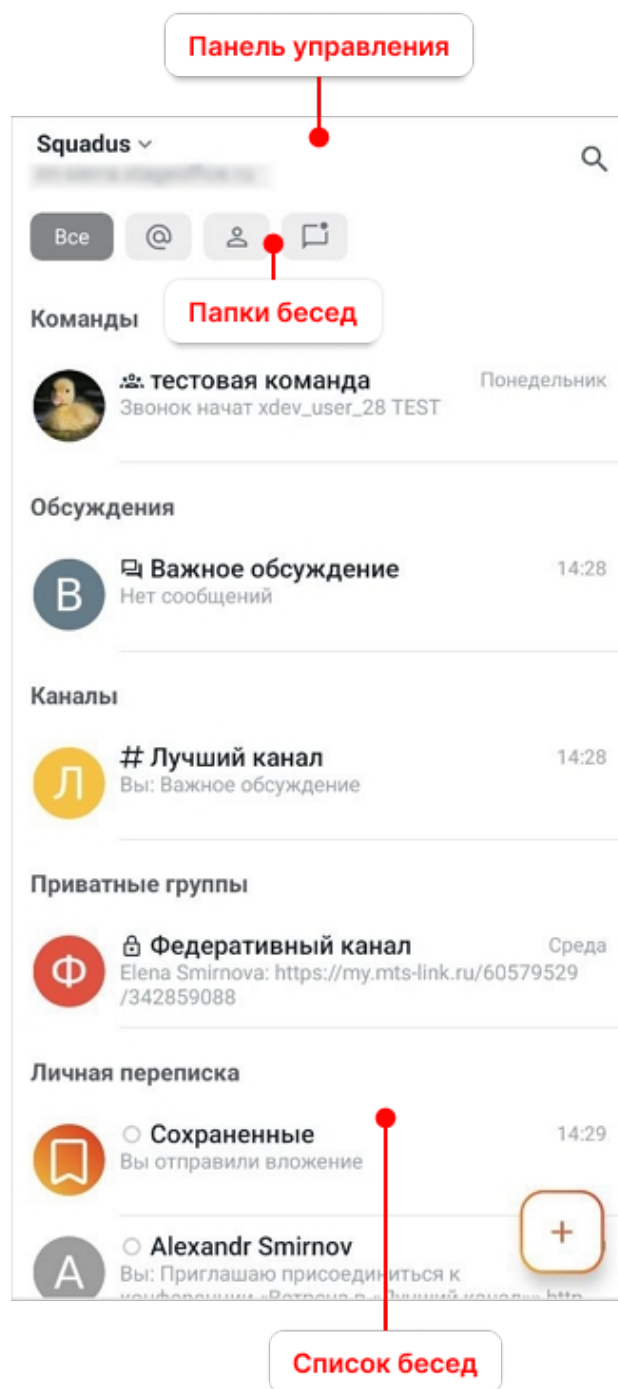 Панель управления
Squadus
Все
Папки бесед
Команды
тестовая команда
Понедельник
Звонок начат xdev_user_28 TEST
Обсуждения
В
Важное обсуждение
14:28
Нет сообщений
Каналы
Л
# Лучший канал
14:28
Вы: Важное обсуждение
Приватные группы
Ф
Федеративный канал
Среда
Elena Smirnova: https://my.mts-link.ru/60579529
/342859088
Личная переписка
Сохраненные
14:29
Вы отправили вложение
A
Alexandr Smirnov
Вы: Приглашаю присоединиться к
Список бесед